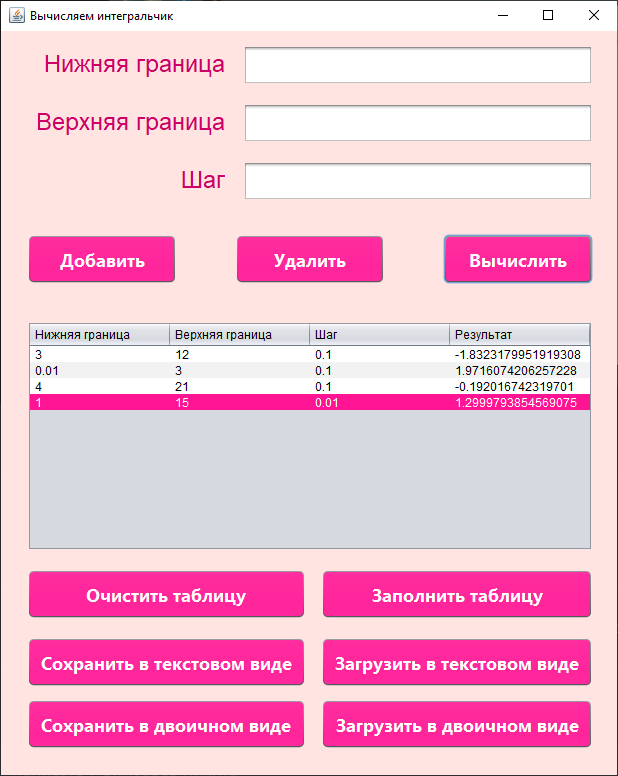 Вычисляем интегральчик
Нижняя граница
Верхняя граница
Шаг
Добавить Удалить Вычислить
Нижняя граница Верхняя граница Шаг Результат
3 12 0.1 -1.8323179951919308
0.01 3 0.1 1.9716074206257228
4 21 0.1 -0.192016742319701
1 15 0.01 1.2999793854569075
Очистить таблицу Заполнить таблицу
Сохранить в текстовом виде Загрузить в текстовом виде
Сохранить в двоичном виде Загрузить в двоичном виде